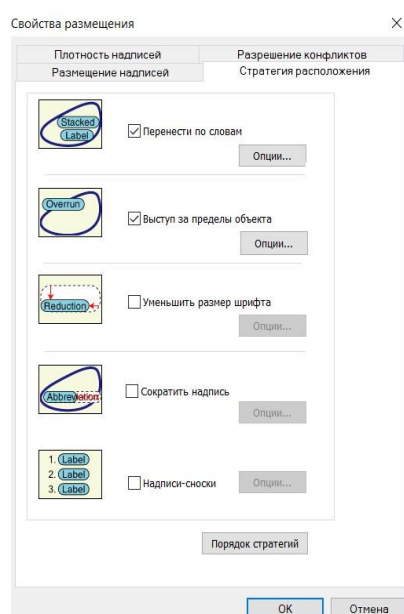 Свойства размещения
Плотность надписей
Разрешение конфликтов
Размещение надписей
Стратегия расположения
Stacked
Label
Перенести по словам
Опции...
Overrun
Выступ за пределы объекта
Опции...
Reduction
Уменьшить размер шрифта
Опции...
Abbreviation
Сократить надпись
Опции...
1. Label
2. Label
3. Label
Надписи-сноски
Опции...
Порядок стратегий
OK
Отмена